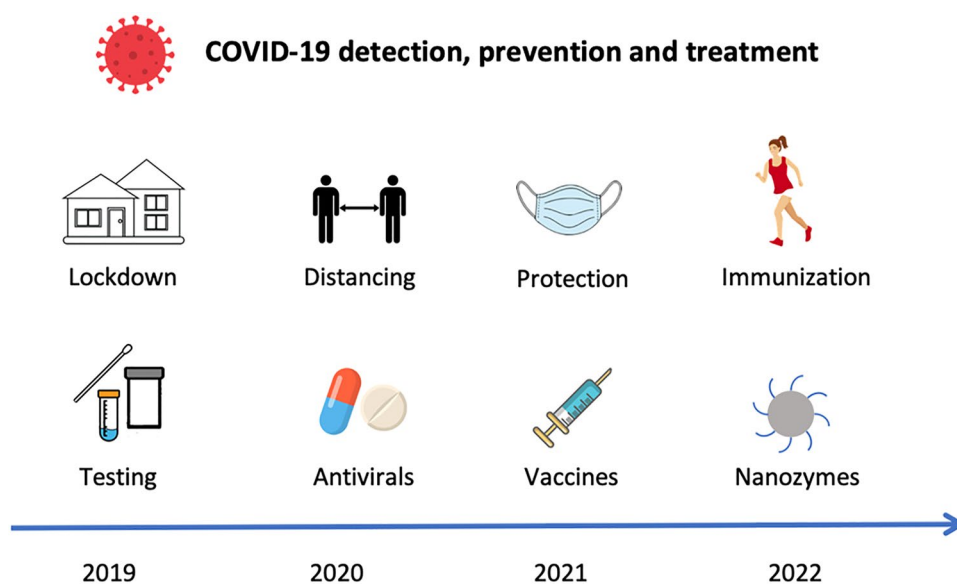 COVID-19 detection, prevention and treatment
Lockdown
Distancing
Protection
Immunization
Testing
Antivirals
Vaccines
Nanozymes
2019
2020
2021
2022